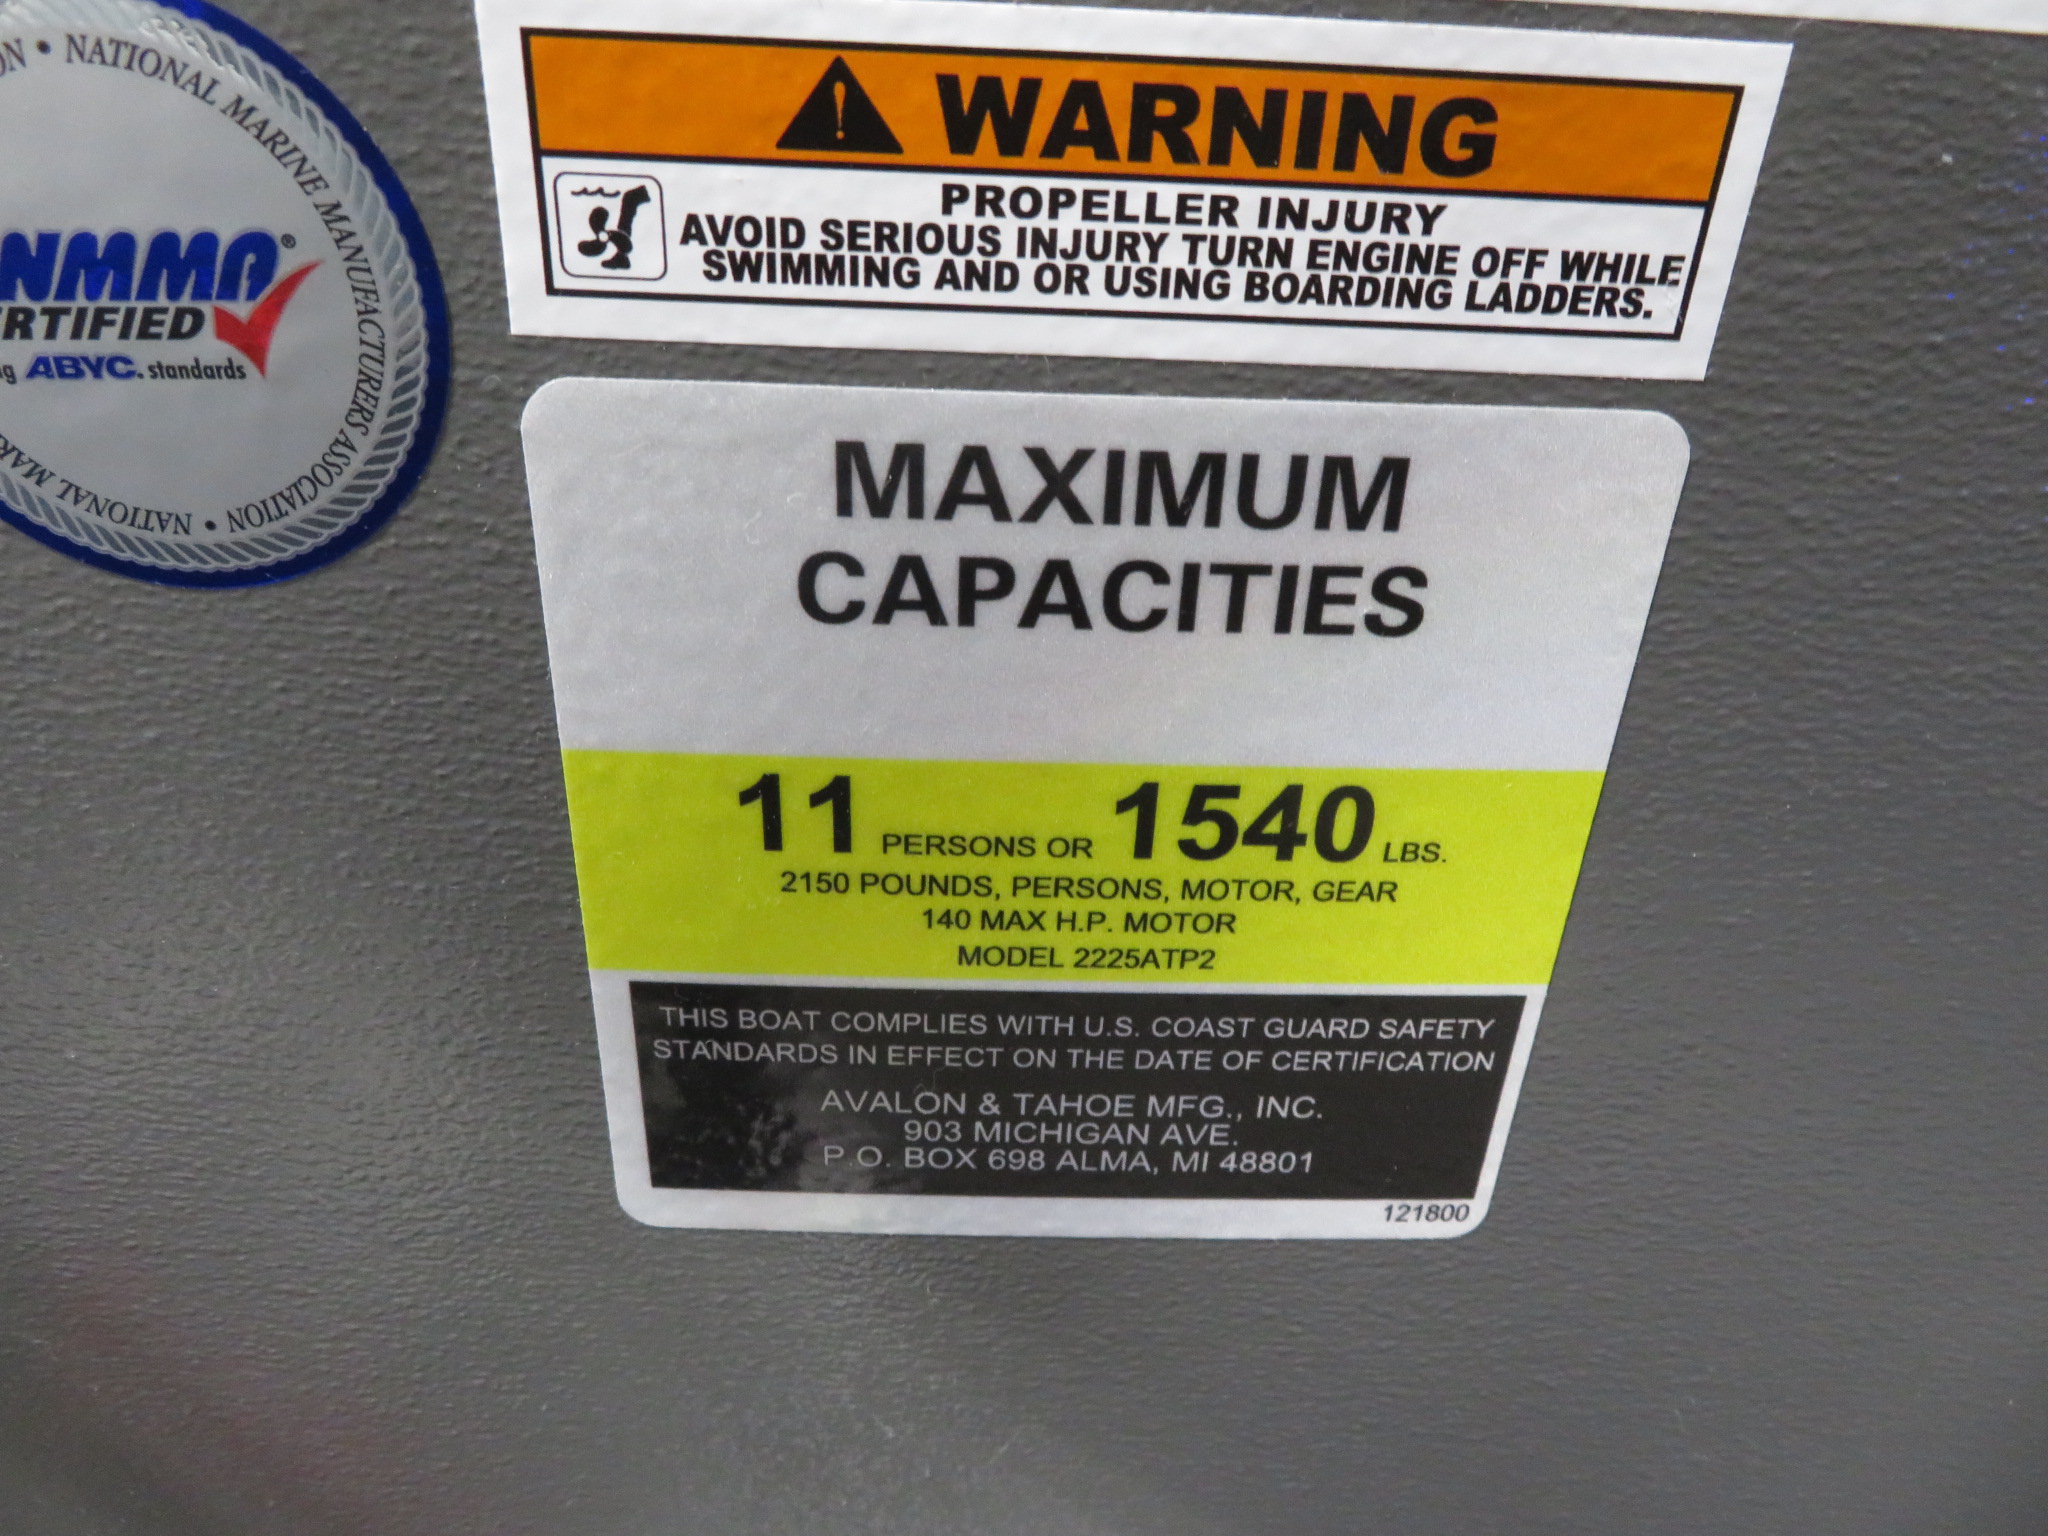 NATIONAL MARINE MANUFACTURERS ASSOCIATION • NATIONAL
NMMA®
ABYC. standards
WARNING
PROPELLER INJURY
AVOID SERIOUS INJURY TURN ENGINE OFF WHILE
SWIMMING AND OR USING BOARDING LADDERS.
MAXIMUM
CAPACITIES
11 PERSONS OR 1540 LBS.
2150 POUNDS, PERSONS, MOTOR, GEAR
140 MAX H.P. MOTOR
MODEL 2225ATP2
THIS BOAT COMPLIES WITH U.S. COAST GUARD SAFETY
STANDARDS IN EFFECT ON THE DATE OF CERTIFICATION
AVALON & TAHOE MFG., INC.
903 MICHIGAN AVE.
P.O. BOX 698 ALMA, MI 48801
121800